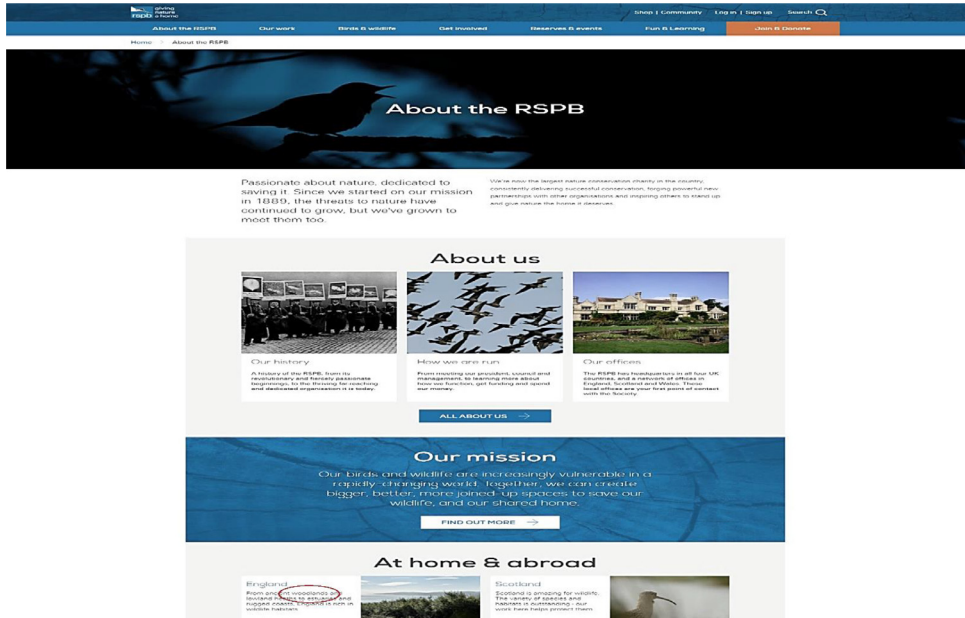 giving
nature
rspb a home
Shop | Community Log in | Sign up Search
About the RSPB Our work Birds & wildlife Get involved Reserves & events Fun & Learning Join & Donate
Home About the RSPB
About the RSPB
Passionate about nature, dedicated to
saving it. Since we started on our mission
in 1889, the threats to nature have
continued to grow, but we've grown to
meet them too.
We're now the largest nature conservation charity in the country,
consistently delivering successful conservation, forging powerful new
partnerships with other organisations and inspiring others to stand up
and give nature the home it deserves.
About us
Our history
A history of the RSPB, from its
revolutionary and fiercely passionate
beginnings, to the thriving far reaching
and dedicated organisation it is today.
How we are run
From meeting our president, council and
management, to learning more about
how we function, get funding and spend
our money.
Our offices
The RSPB has headquarters in all four UK
countries, and a network of offices in
England, Scotland and Wales. These
local offices are your first point of contact
with the Society.
ALL ABOUT US
Our mission
Our birds and wildlife are increasingly vulnerable in a
rapidly-changing world. Together, we can create
bigger, better, more joined-up spaces to save our
wildlife, and our shared home.
FIND OUT MORE
At home & abroad
England
From ancient woodlands and
lowland heaths to estuaries and
rugged coasts, England is rich in
wildlife habitats
Scotland
Scotland is amazing for wildlife.
The variety of species and
habitats is outstanding - our
work here helps protect them.